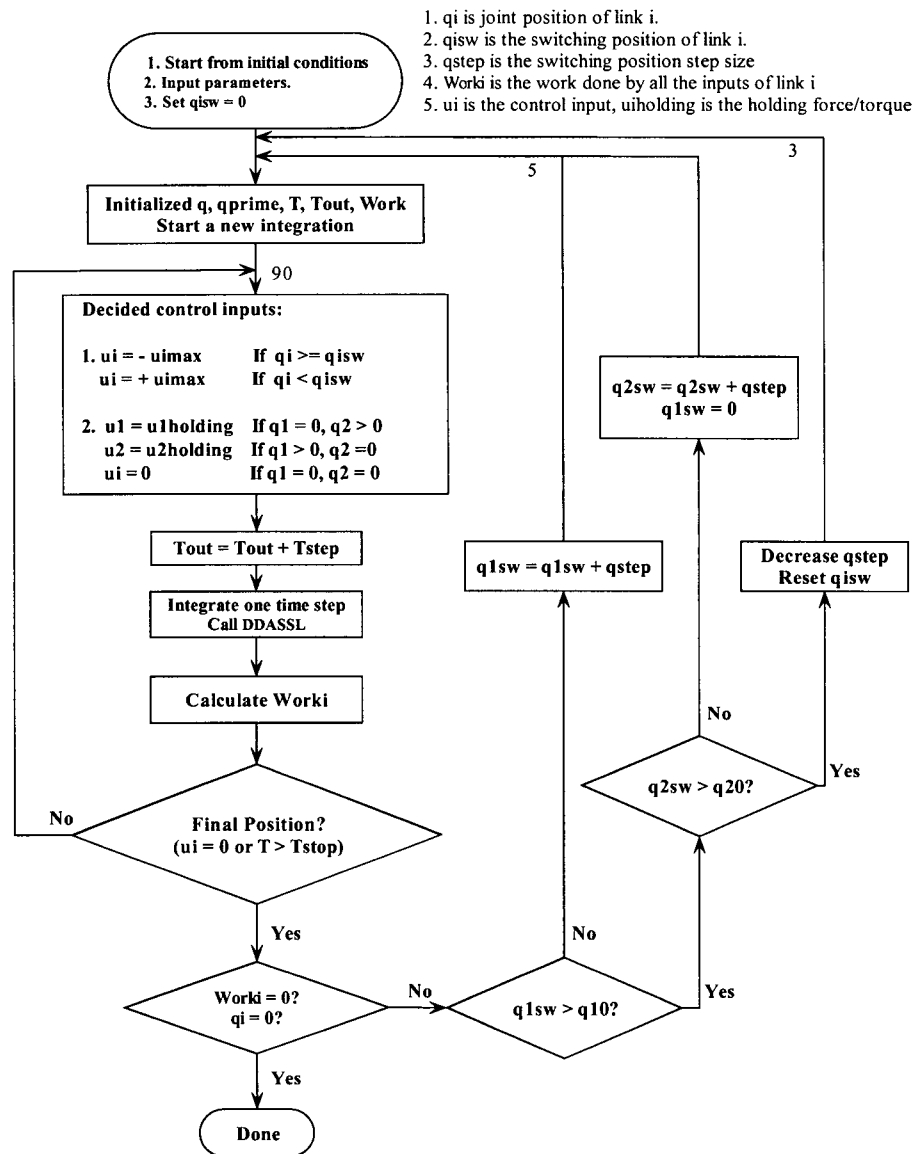 1. qi is joint position of link i.
2. qisw is the switching position of link i.
3. qstep is the switching position step size
4. Worki is the work done by all the inputs of link i
5. ui is the control input, uiholding is the holding force/torque
1. Start from initial conditions
2. Input parameters.
3. Set qisw = 0
3
5
Initialized q, qprime, T, Tout, Work
Start a new integration
90
Decided control inputs:
1. ui = - uimax If qi >= qisw
ui = + uimax If qi < qisw
2. u1 = u1holding If q1 = 0, q2 > 0
u2 = u2holding If q1 > 0, q2 =0
ui = 0 If q1 = 0, q2 = 0
q2sw = q2sw + qstep
q1sw = 0
Tout = Tout + Tstep
q1sw = q1sw + qstep
Decrease qstep
Reset qisw
Integrate one time step
Call DDASSL
Calculate Worki
No
Yes
q2sw > q20?
No
Final Position?
(ui = 0 or T > Tstop)
Yes
No
Worki = 0?
qi = 0?
No
q1sw > q10?
Yes
Yes
Done